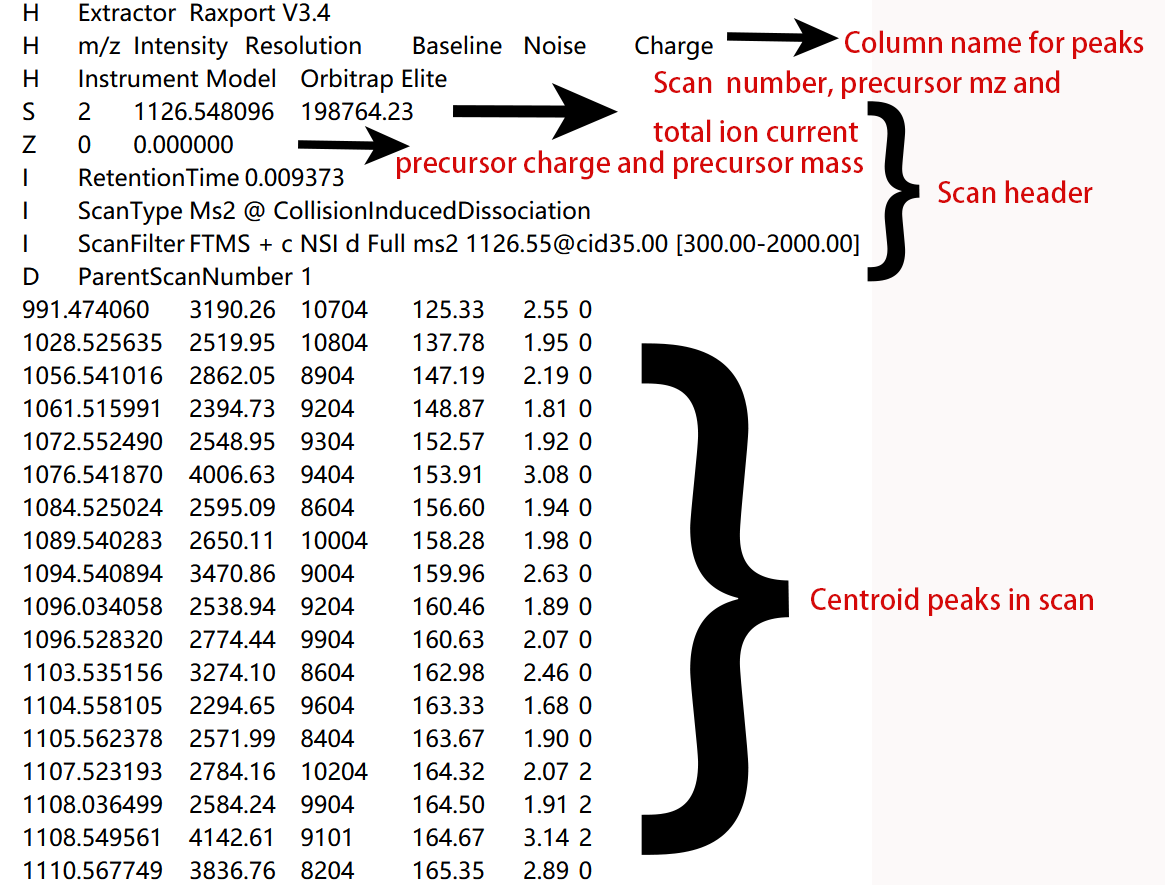 H Extractor Raxport V3.4
H m/z Intensity Resolution Baseline Noise Charge
Column name for peaks
H Instrument Model Orbitrap Elite
Scan number, precursor mz and
S 2 1126.548096 198764.23
total ion current
Z 0 0.000000
precursor charge and precursor mass
I RetentionTime 0.009373
Scan header
I ScanType Ms2 @ CollisionInducedDissociation
I ScanFilter FTMS + c NSI d Full ms2 1126.55@cid35.00 [300.00-2000.00]
D ParentScanNumber 1
991.474060 3190.26 10704 125.33 2.55 0
1028.525635 2519.95 10804 137.78 1.95 0
1056.541016 2862.05 8904 147.19 2.19 0
1061.515991 2394.73 9204 148.87 1.81 0
1072.552490 2548.95 9304 152.57 1.92 0
1076.541870 4006.63 9404 153.91 3.08 0
1084.525024 2595.09 8604 156.60 1.94 0
1089.540283 2650.11 10004 158.28 1.98 0
1094.540894 3470.86 9004 159.96 2.63 0
Centroid peaks in scan
1096.034058 2538.94 9204 160.46 1.89 0
1096.528320 2774.44 9904 160.63 2.07 0
1103.535156 3274.10 8604 162.98 2.46 0
1104.558105 2294.65 9604 163.33 1.68 0
1105.562378 2571.99 8404 163.67 1.90 0
1107.523193 2784.16 10204 164.32 2.07 2
1108.036499 2584.24 9904 164.50 1.91 2
1108.549561 4142.61 9101 164.67 3.14 2
1110.567749 3836.76 8204 165.35 2.89 0